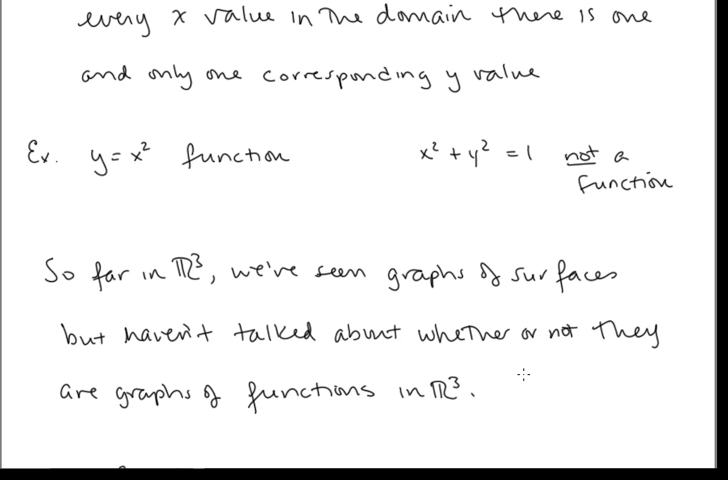 every x value in the domain there is one
and only one corresponding y value
Ex. y = x² function x² + y² = 1 not a
function
So far in ℝ³, we've seen graphs of surfaces
but haven't talked about whether or not they
are graphs of functions in ℝ³.